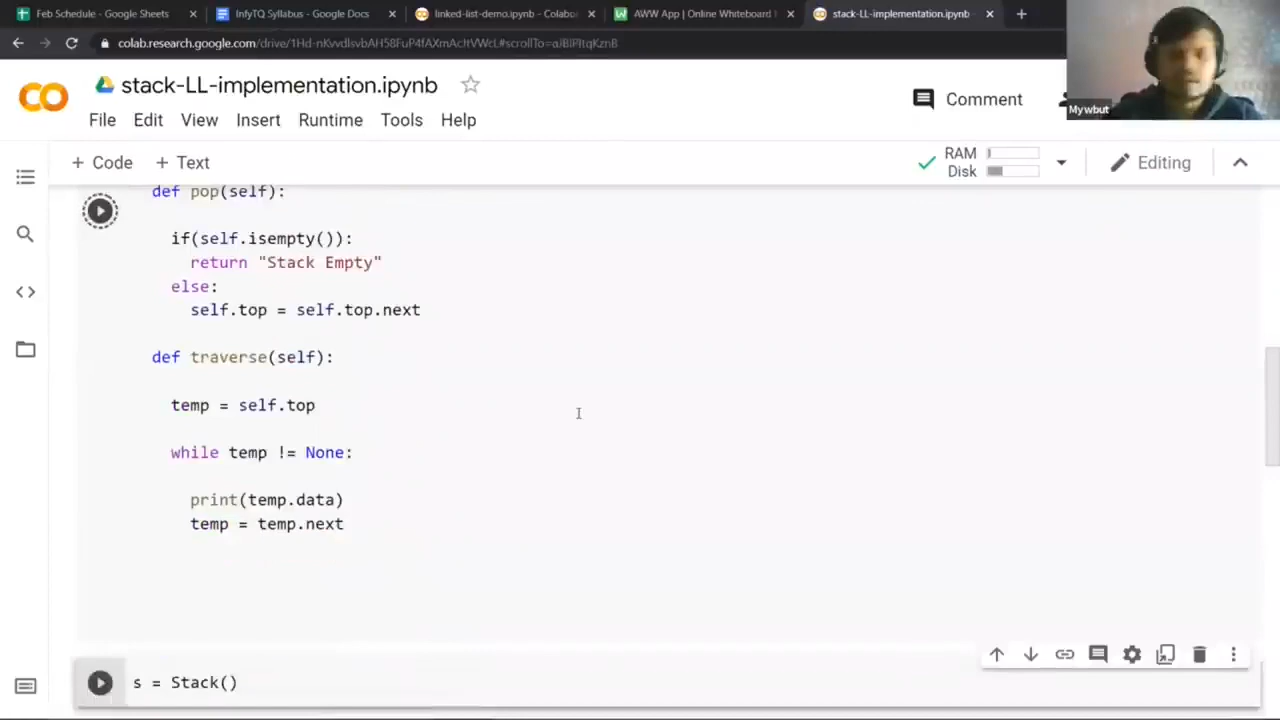 Feb Schedule - Google Sheets
InfyTQ Syllabus - Google Docs
linked-list-demo.ipynb - Colabo
AWW App | Online Whiteboard
stack-LL-implementation.ipynb
stack-LL-implementation.ipynb
File Edit View Insert Runtime Tools Help
Comment
Mywbut
+ Code + Text
RAM
Disk
Editing
def pop(self):
if(self.isempty()):
return "Stack Empty"
else:
self.top = self.top.next
def traverse(self):
temp = self.top
while temp != None:
print(temp.data)
temp = temp.next
s = Stack()